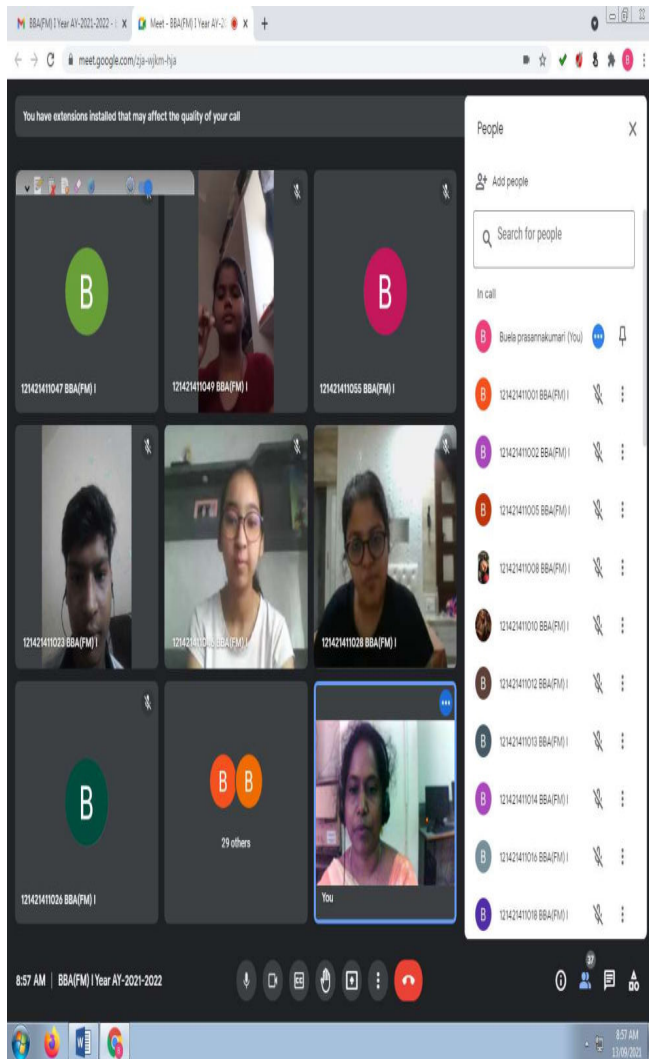 BBA(FM) I Year AY-2021-2022 -
Meet - BBA(FM) I Year AY-2
meet.google.com/zja-wjkm-hja
B
You have extensions installed that may affect the quality of your call
B
121421411047 BBA(FM) I
121421411049 BBA(FM) I
B
121421411055 BBA(FM) I
121421411023 BBA(FM) I
BBA(FM) I
121421411028 BBA(FM) I
B
121421411026 BBA(FM) I
B B
29 others
You
People
Add people
Search for people
In call
B Buela prasannakumari (You)
B 121421411001 BBA(FM) I
B 121421411002 BBA(FM) I
B 121421411005 BBA(FM) I
121421411008 BBA(FM) I
121421411010 BBA(FM) I
B 121421411012 BBA(FM) I
B 121421411013 BBA(FM) I
B 121421411014 BBA(FM) I
B 121421411016 BBA(FM) I
B 121421411018 BBA(FM) I
8:57 AM | BBA(FM) I Year AY-2021-2022
37
8:57 AM
13/09/2021